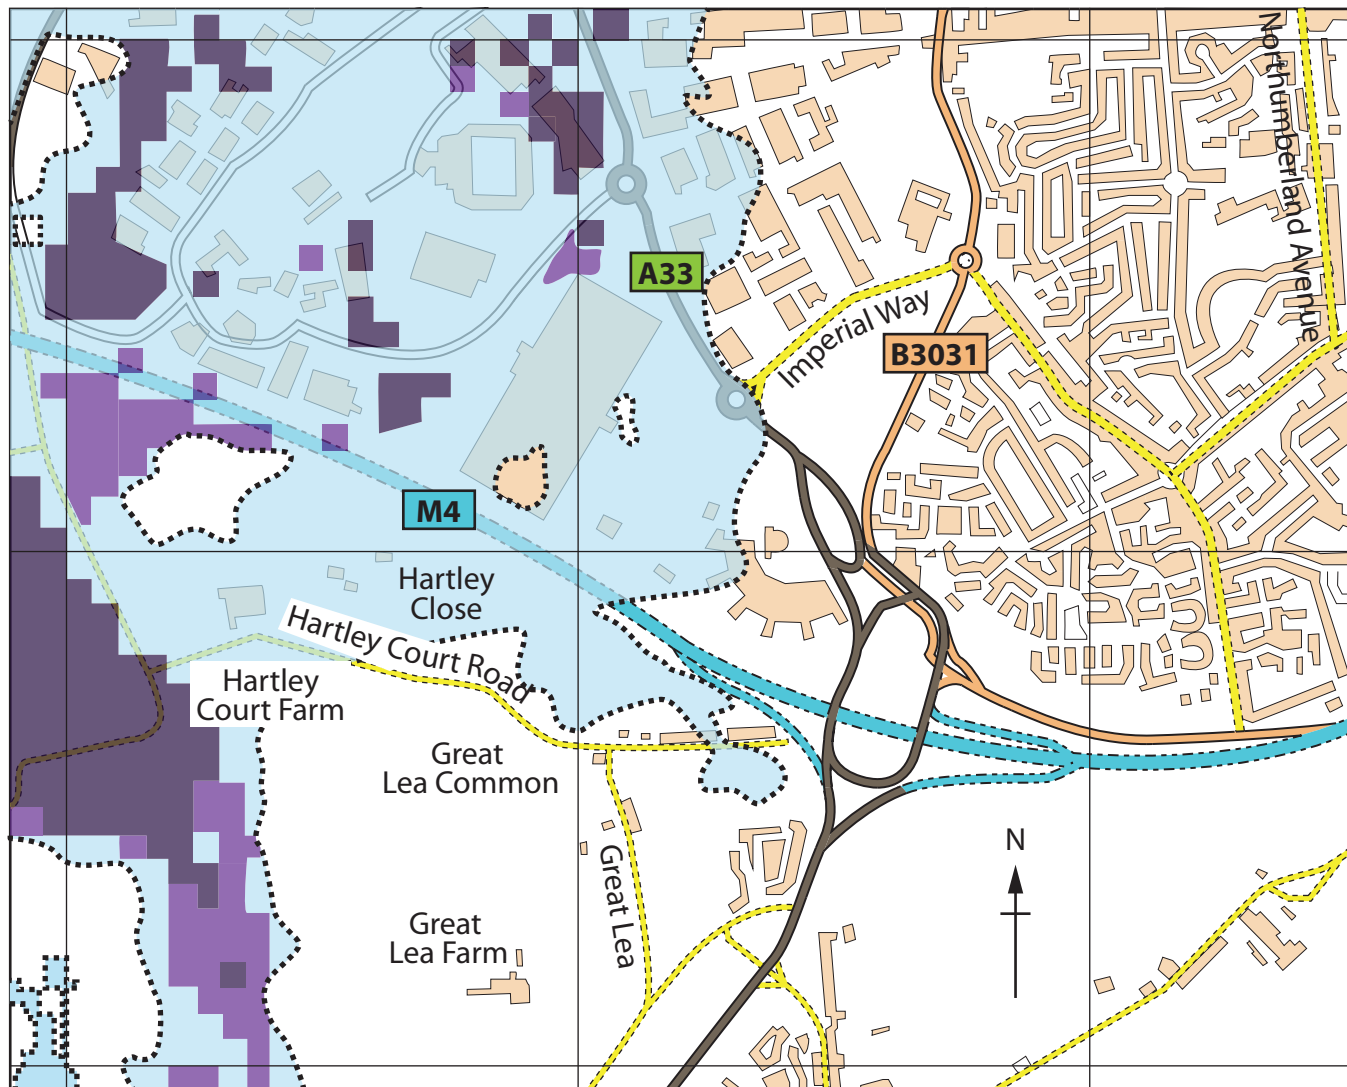 Northumberland Avenue
A33
Imperial Way
B3031
M4
Hartley
Close
Hartley Court Road
Hartley
Court Farm
Great
Lea Common
N
Great Lea
Great
Lea Farm